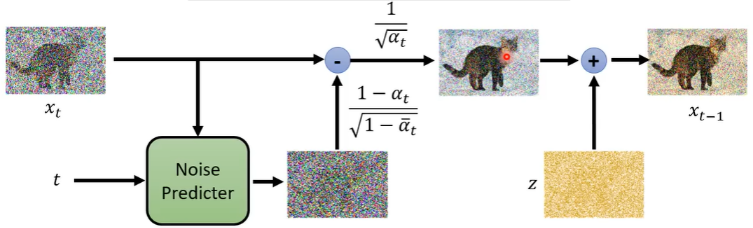 1
√α_t
-
+
x_t
1 − α_t
√1 − ᾱ_t
x_{t−1}
t
Noise
Predicter
z